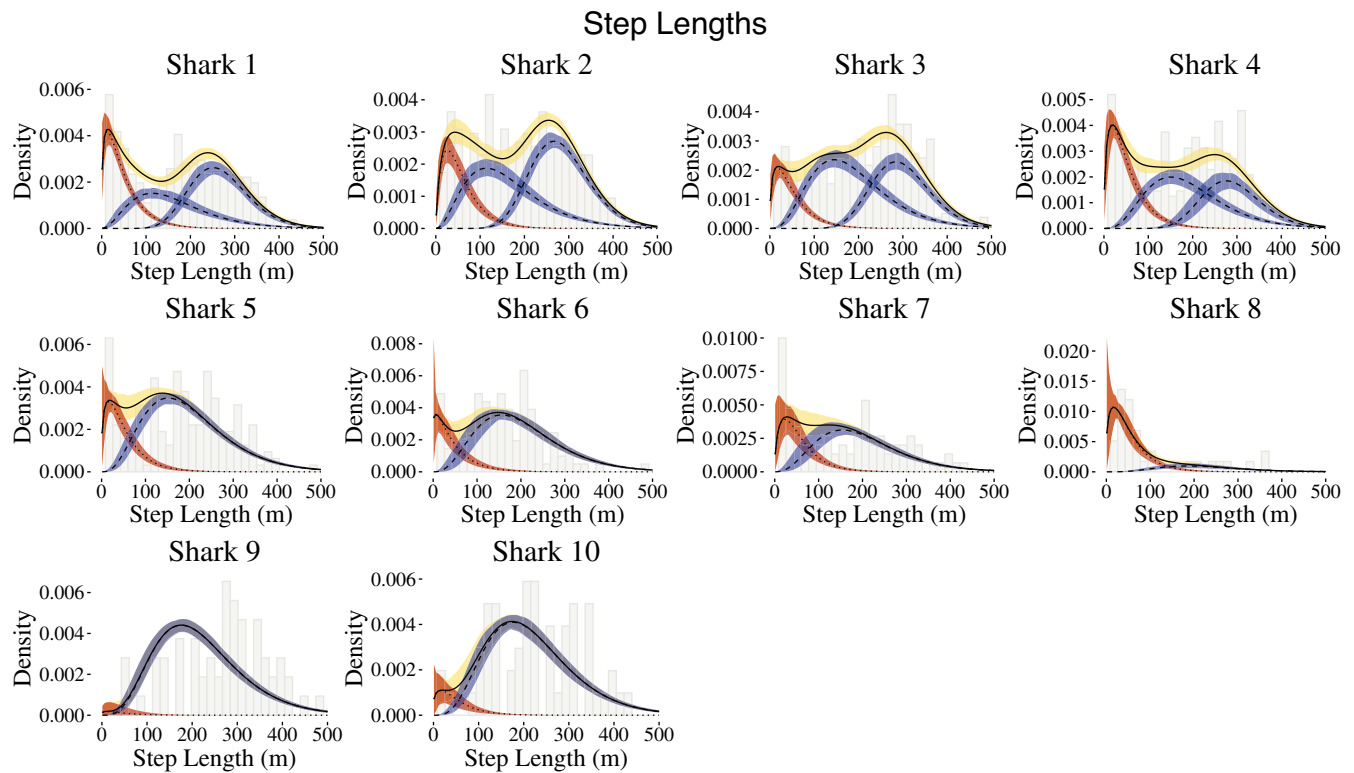 Step Lengths
Shark 1
Density
0.006
0.004
0.002
0.000
0 100 200 300 400 500
Step Length (m)
Shark 2
Density
0.004
0.003
0.002
0.001
0.000
0 100 200 300 400 500
Step Length (m)
Shark 3
Density
0.004
0.003
0.002
0.001
0.000
0 100 200 300 400 500
Step Length (m)
Shark 4
Density
0.005
0.004
0.003
0.002
0.001
0.000
0 100 200 300 400 500
Step Length (m)
Shark 5
Density
0.006
0.004
0.002
0.000
0 100 200 300 400 500
Step Length (m)
Shark 6
Density
0.008
0.006
0.004
0.002
0.000
0 100 200 300 400 500
Step Length (m)
Shark 7
Density
0.0100
0.0075
0.0050
0.0025
0.0000
0 100 200 300 400 500
Step Length (m)
Shark 8
Density
0.020
0.015
0.010
0.005
0.000
0 100 200 300 400 500
Step Length (m)
Shark 9
Density
0.006
0.004
0.002
0.000
0 100 200 300 400 500
Step Length (m)
Shark 10
Density
0.006
0.004
0.002
0.000
0 100 200 300 400 500
Step Length (m)